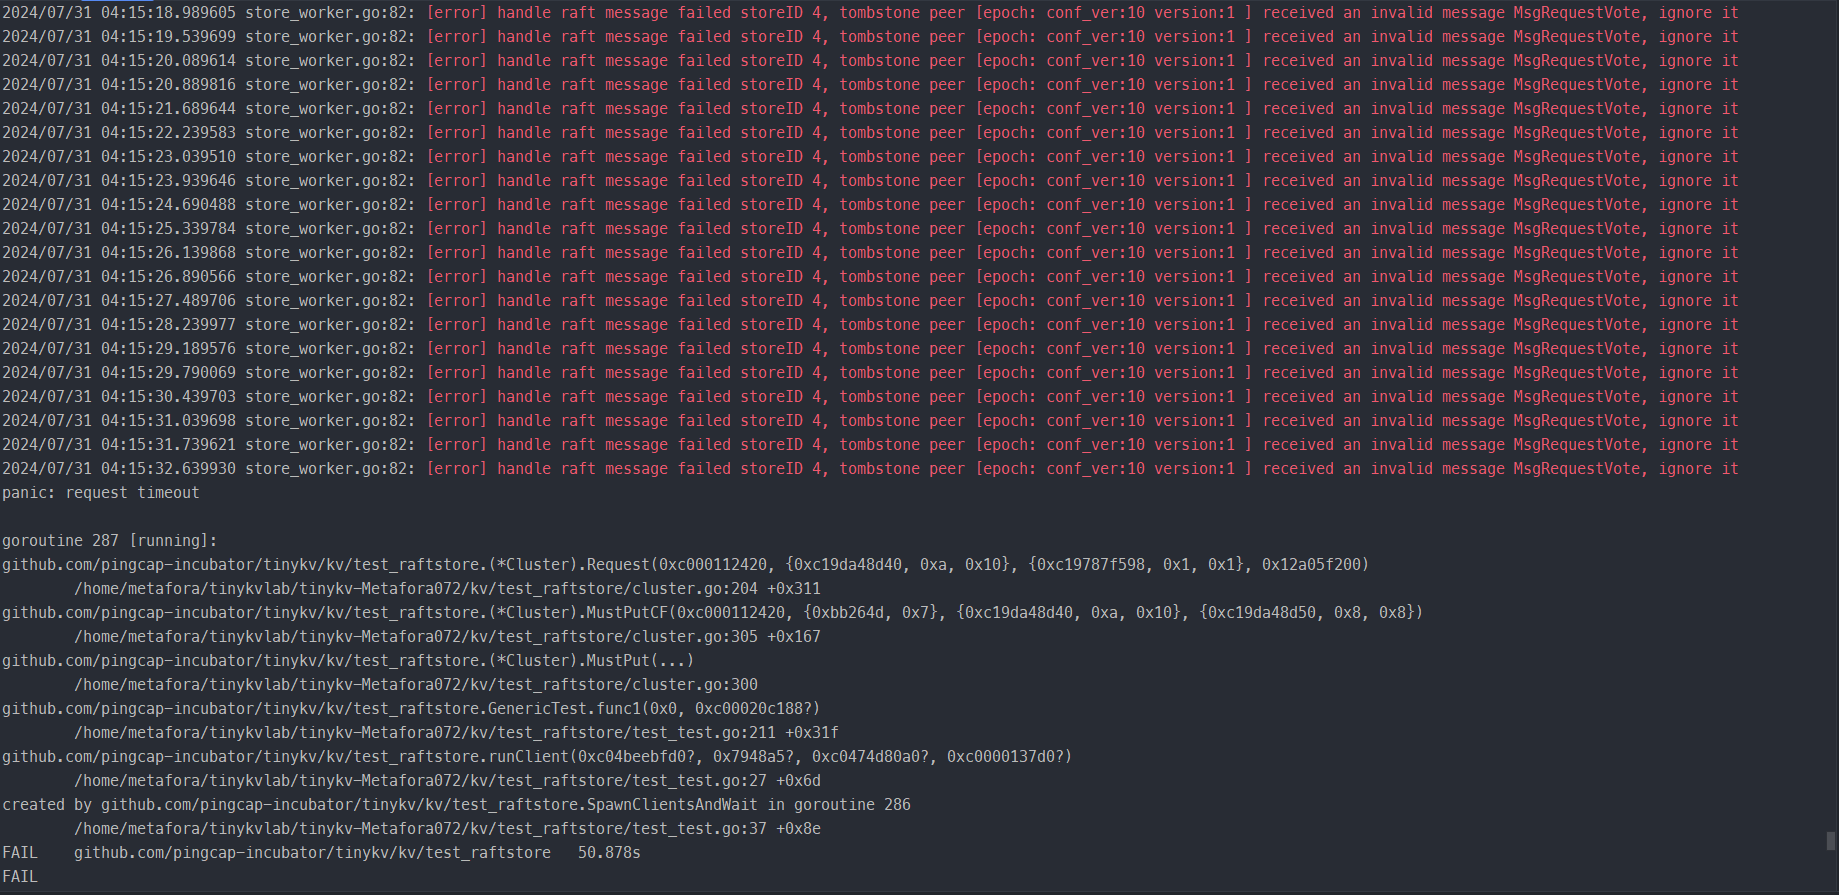 2024/07/31 04:15:18.989605 store_worker.go:82: [error] handle raft message failed storeID 4, tombstone peer [epoch: conf_ver:10 version:1 ] received an invalid message MsgRequestVote, ignore it
2024/07/31 04:15:19.539699 store_worker.go:82: [error] handle raft message failed storeID 4, tombstone peer [epoch: conf_ver:10 version:1 ] received an invalid message MsgRequestVote, ignore it
2024/07/31 04:15:20.089614 store_worker.go:82: [error] handle raft message failed storeID 4, tombstone peer [epoch: conf_ver:10 version:1 ] received an invalid message MsgRequestVote, ignore it
2024/07/31 04:15:20.889816 store_worker.go:82: [error] handle raft message failed storeID 4, tombstone peer [epoch: conf_ver:10 version:1 ] received an invalid message MsgRequestVote, ignore it
2024/07/31 04:15:21.689644 store_worker.go:82: [error] handle raft message failed storeID 4, tombstone peer [epoch: conf_ver:10 version:1 ] received an invalid message MsgRequestVote, ignore it
2024/07/31 04:15:22.239583 store_worker.go:82: [error] handle raft message failed storeID 4, tombstone peer [epoch: conf_ver:10 version:1 ] received an invalid message MsgRequestVote, ignore it
2024/07/31 04:15:23.039510 store_worker.go:82: [error] handle raft message failed storeID 4, tombstone peer [epoch: conf_ver:10 version:1 ] received an invalid message MsgRequestVote, ignore it
2024/07/31 04:15:23.939646 store_worker.go:82: [error] handle raft message failed storeID 4, tombstone peer [epoch: conf_ver:10 version:1 ] received an invalid message MsgRequestVote, ignore it
2024/07/31 04:15:24.690488 store_worker.go:82: [error] handle raft message failed storeID 4, tombstone peer [epoch: conf_ver:10 version:1 ] received an invalid message MsgRequestVote, ignore it
2024/07/31 04:15:25.339784 store_worker.go:82: [error] handle raft message failed storeID 4, tombstone peer [epoch: conf_ver:10 version:1 ] received an invalid message MsgRequestVote, ignore it
2024/07/31 04:15:26.139868 store_worker.go:82: [error] handle raft message failed storeID 4, tombstone peer [epoch: conf_ver:10 version:1 ] received an invalid message MsgRequestVote, ignore it
2024/07/31 04:15:26.890566 store_worker.go:82: [error] handle raft message failed storeID 4, tombstone peer [epoch: conf_ver:10 version:1 ] received an invalid message MsgRequestVote, ignore it
2024/07/31 04:15:27.489706 store_worker.go:82: [error] handle raft message failed storeID 4, tombstone peer [epoch: conf_ver:10 version:1 ] received an invalid message MsgRequestVote, ignore it
2024/07/31 04:15:28.239977 store_worker.go:82: [error] handle raft message failed storeID 4, tombstone peer [epoch: conf_ver:10 version:1 ] received an invalid message MsgRequestVote, ignore it
2024/07/31 04:15:29.189576 store_worker.go:82: [error] handle raft message failed storeID 4, tombstone peer [epoch: conf_ver:10 version:1 ] received an invalid message MsgRequestVote, ignore it
2024/07/31 04:15:29.790069 store_worker.go:82: [error] handle raft message failed storeID 4, tombstone peer [epoch: conf_ver:10 version:1 ] received an invalid message MsgRequestVote, ignore it
2024/07/31 04:15:30.439703 store_worker.go:82: [error] handle raft message failed storeID 4, tombstone peer [epoch: conf_ver:10 version:1 ] received an invalid message MsgRequestVote, ignore it
2024/07/31 04:15:31.039698 store_worker.go:82: [error] handle raft message failed storeID 4, tombstone peer [epoch: conf_ver:10 version:1 ] received an invalid message MsgRequestVote, ignore it
2024/07/31 04:15:31.739621 store_worker.go:82: [error] handle raft message failed storeID 4, tombstone peer [epoch: conf_ver:10 version:1 ] received an invalid message MsgRequestVote, ignore it
2024/07/31 04:15:32.639930 store_worker.go:82: [error] handle raft message failed storeID 4, tombstone peer [epoch: conf_ver:10 version:1 ] received an invalid message MsgRequestVote, ignore it
panic: request timeout
goroutine 287 [running]:
github.com/pingcap-incubator/tinykv/kv/test_raftstore.(*Cluster).Request(0xc000112420, {0xc19da48d40, 0xa, 0x10}, {0xc19787f598, 0x1, 0x1}, 0x12a05f200)
/home/metafora/tinykvlab/tinykv-Metafora072/kv/test_raftstore/cluster.go:204 +0x311
github.com/pingcap-incubator/tinykv/kv/test_raftstore.(*Cluster).MustPutCF(0xc000112420, {0xbb264d, 0x7}, {0xc19da48d40, 0xa, 0x10}, {0xc19da48d50, 0x8, 0x8})
/home/metafora/tinykvlab/tinykv-Metafora072/kv/test_raftstore/cluster.go:305 +0x167
github.com/pingcap-incubator/tinykv/kv/test_raftstore.(*Cluster).MustPut(...)
/home/metafora/tinykvlab/tinykv-Metafora072/kv/test_raftstore/cluster.go:300
github.com/pingcap-incubator/tinykv/kv/test_raftstore.GenericTest.func1(0x0, 0xc00020c188?)
/home/metafora/tinykvlab/tinykv-Metafora072/kv/test_raftstore/test_test.go:211 +0x31f
github.com/pingcap-incubator/tinykv/kv/test_raftstore.runClient(0xc04beebfd0?, 0x7948a5?, 0xc0474d80a0?, 0xc0000137d0?)
/home/metafora/tinykvlab/tinykv-Metafora072/kv/test_raftstore/test_test.go:27 +0x6d
created by github.com/pingcap-incubator/tinykv/kv/test_raftstore.SpawnClientsAndWait in goroutine 286
/home/metafora/tinykvlab/tinykv-Metafora072/kv/test_raftstore/test_test.go:37 +0x8e
FAIL    github.com/pingcap-incubator/tinykv/kv/test_raftstore   50.878s
FAIL